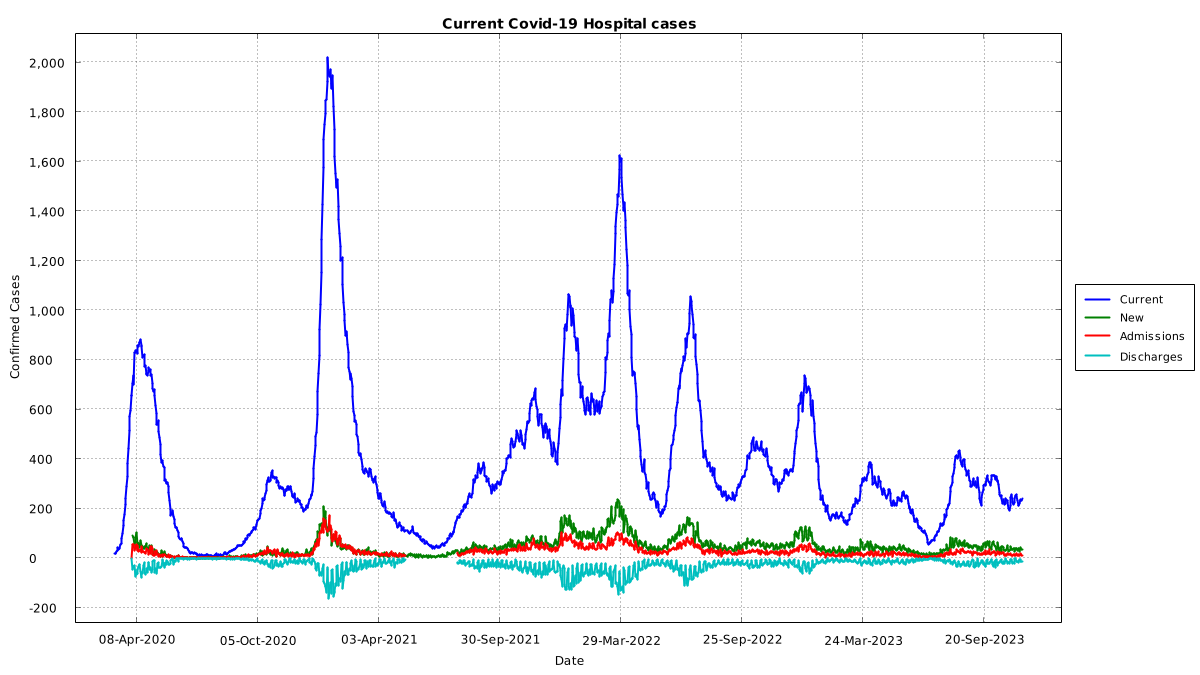 Current Covid-19 Hospital cases
Confirmed Cases
2,000
1,800
1,600
1,400
1,200
1,000
800
600
400
200
0
-200
08-Apr-2020
05-Oct-2020
03-Apr-2021
30-Sep-2021
29-Mar-2022
25-Sep-2022
24-Mar-2023
20-Sep-2023
Date
Current
New
Admissions
Discharges